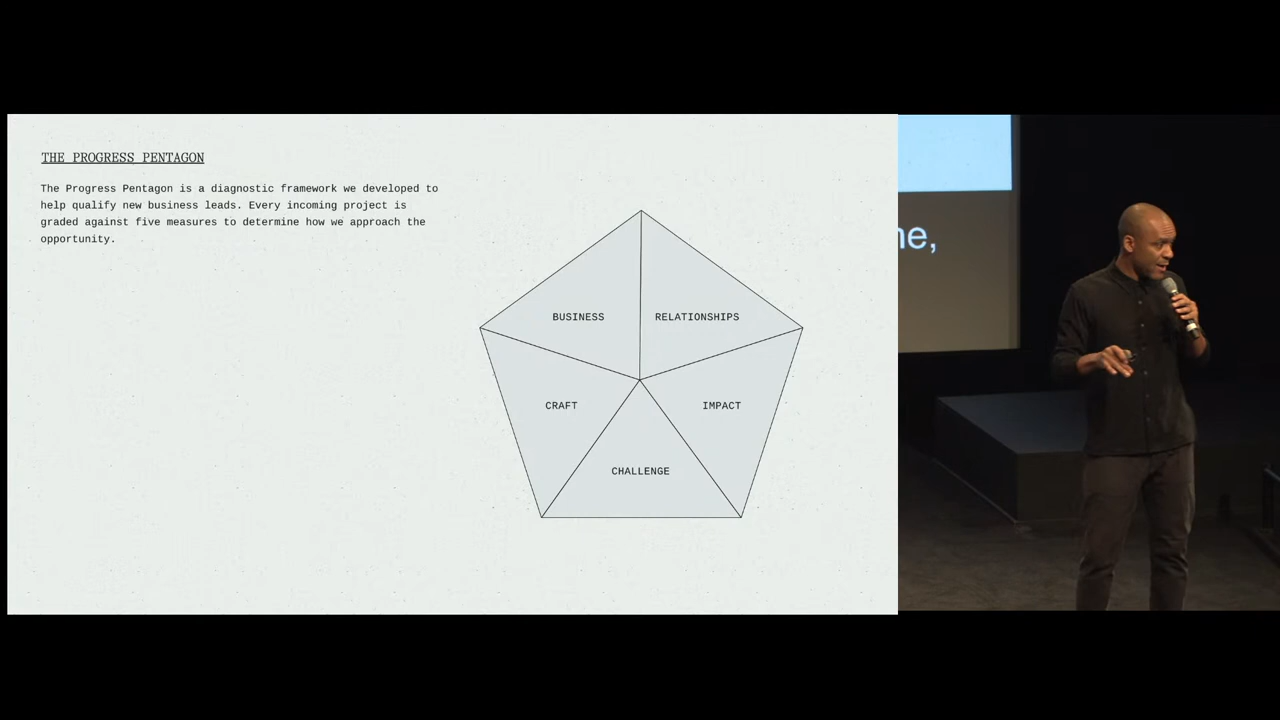 THE PROGRESS PENTAGON
The Progress Pentagon is a diagnostic framework we developed to
help qualify new business leads. Every incoming project is
graded against five measures to determine how we approach the
opportunity.
BUSINESS
RELATIONSHIPS
CRAFT
IMPACT
CHALLENGE